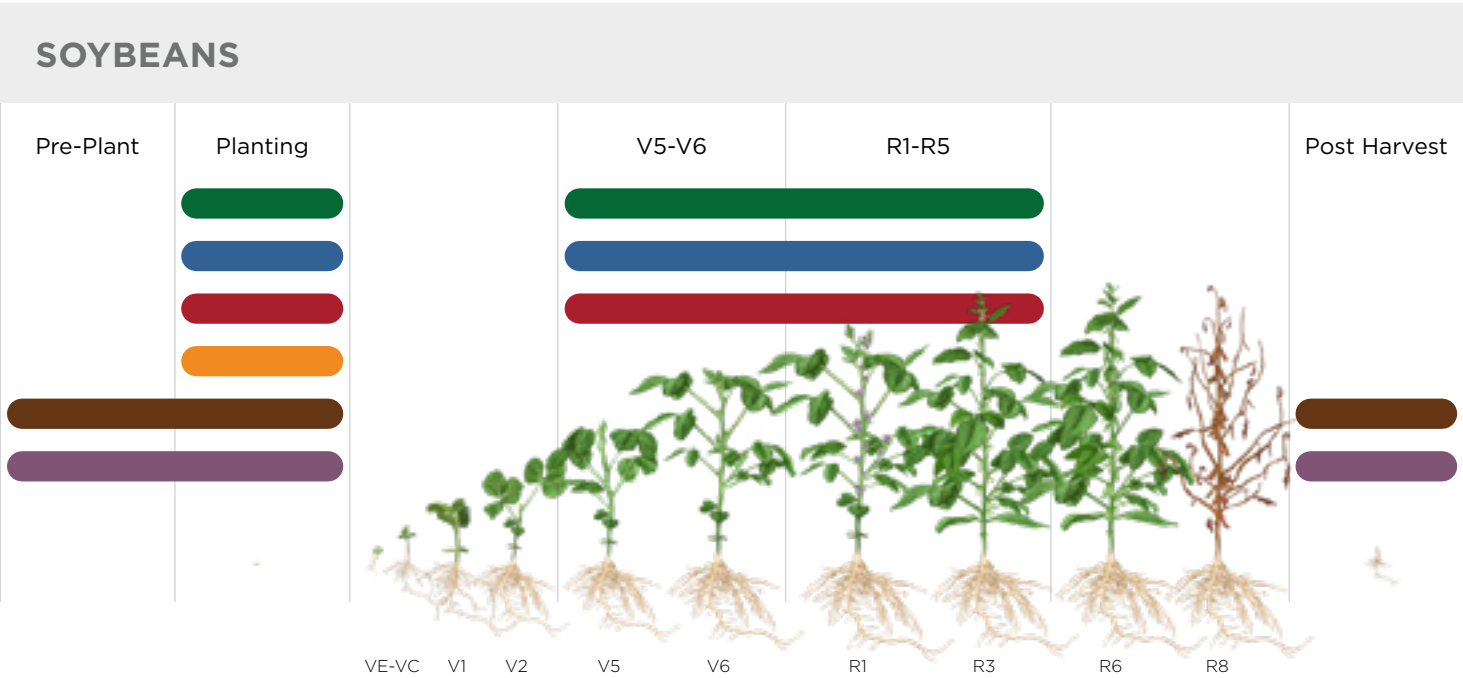 SOYBEANS
Pre-Plant
Planting
V5-V6
R1-R5
Post Harvest
VE-VC
V1
V2
V5
V6
R1
R3
R6
R8